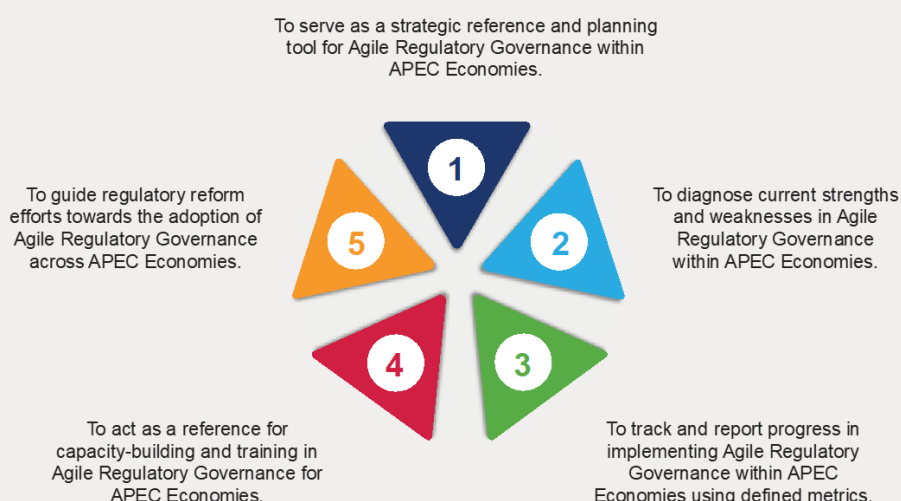 To serve as a strategic reference and planning
tool for Agile Regulatory Governance within
APEC Economies.
1
To diagnose current strengths
and weaknesses in Agile
Regulatory Governance
within APEC Economies.
2
To track and report progress in
implementing Agile Regulatory
Governance within APEC
Economies using defined metrics.
3
To act as a reference for
capacity-building and training in
Agile Regulatory Governance for
APEC Economies.
4
To guide regulatory reform
efforts towards the adoption of
Agile Regulatory Governance
across APEC Economies.
5